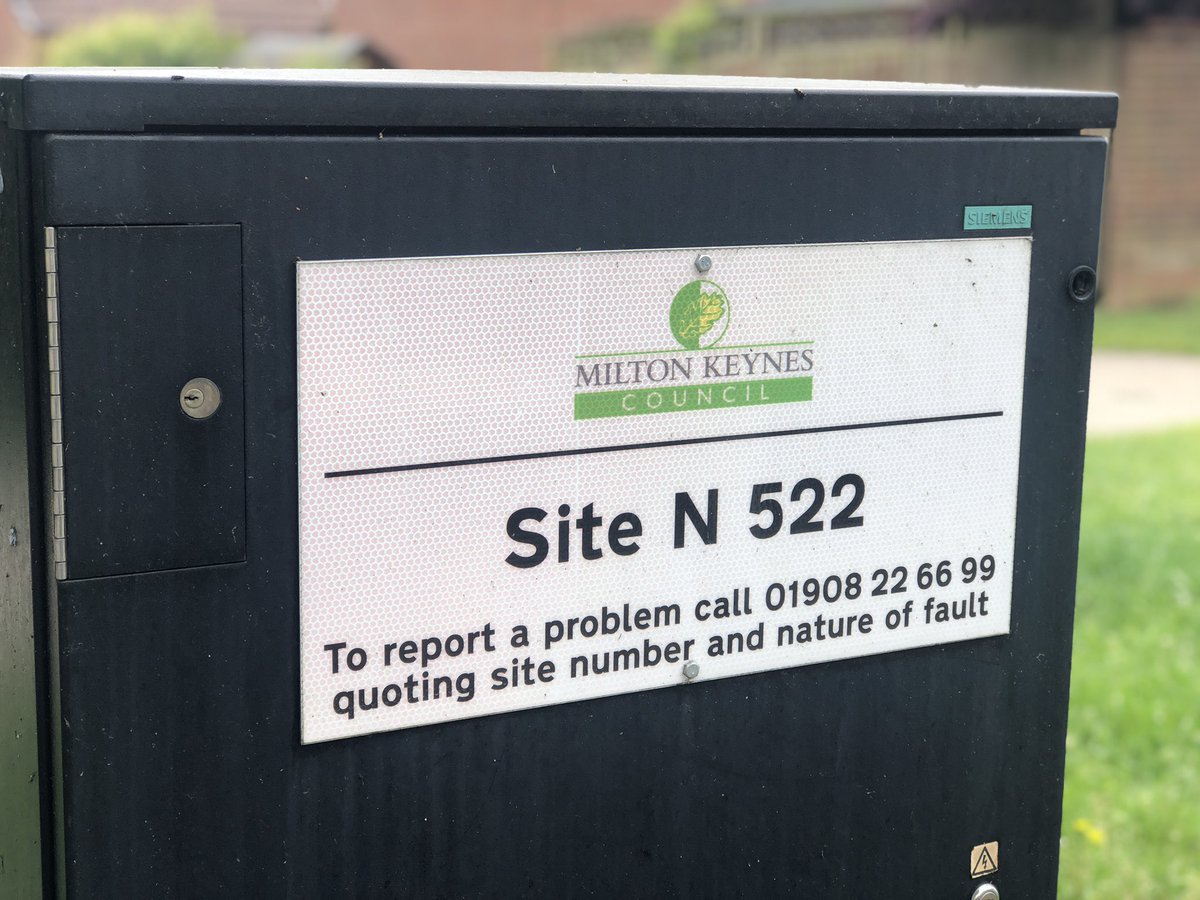 SIEMENS
MILTON KEYNES
COUNCIL
Site N 522
To report a problem call 01908 22 66 99
quoting site number and nature of fault